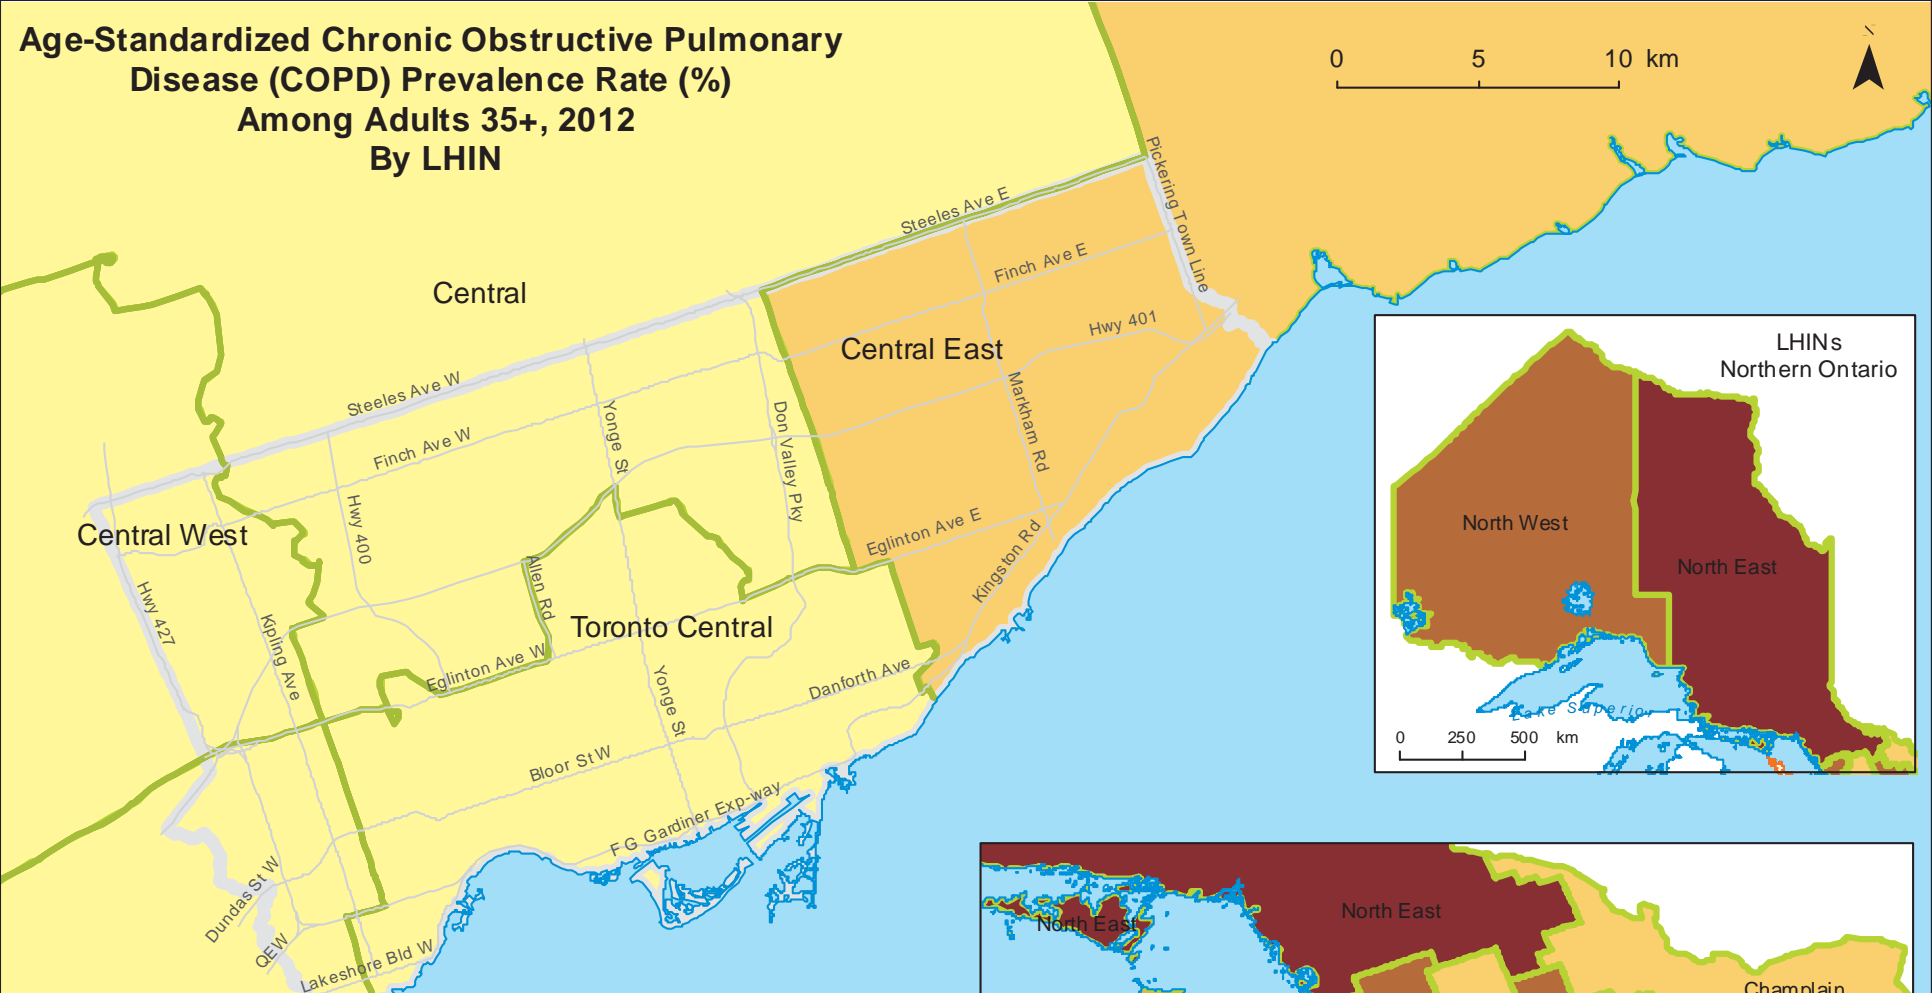 Age-Standardized Chronic Obstructive Pulmonary
Disease (COPD) Prevalence Rate (%)
Among Adults 35+, 2012
By LHIN
0 5 10 km
N
Pickering Town Line
Steeles Ave E
Finch Ave E
Central
Hwy 401
Central East
LHINs
Northern Ontario
Steeles Ave W
Markham Rd
Yonge St
Don Valley Pky
Finch Ave W
Hwy 400
Central West
North West
Eglinton Ave E
Kingston Rd
North East
Allen Rd
Hwy 427
Kipling Ave
Toronto Central
Eglinton Ave W
Danforth Ave
Yonge St
Lake Superior
0 250 500 km
Bloor St W
F G Gardiner Exp-way
Dundas St W
QEW
Lakeshore Bld W
North East
North East
Champlain